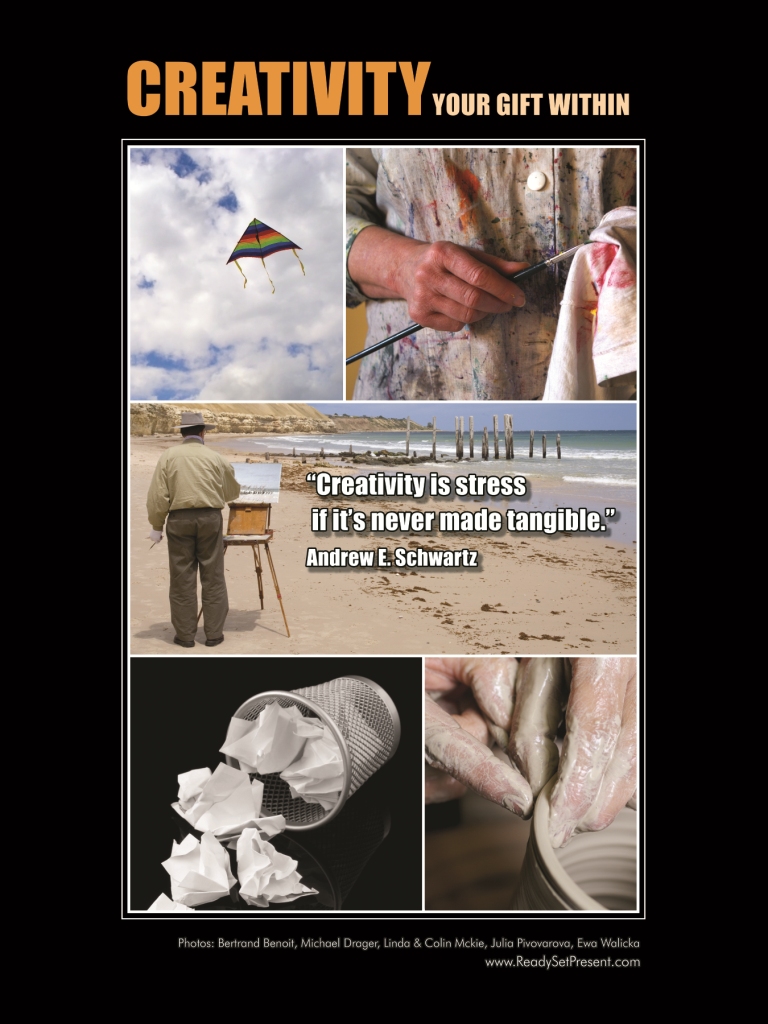 CREATIVITY YOUR GIFT WITHIN
“Creativity is stress
if it’s never made tangible.”
Andrew E. Schwartz
Photos: Bertrand Benoit, Michael Drager, Linda & Colin Mckie, Julia Pivovarova, Ewa Walicka
www.ReadySetPresent.com